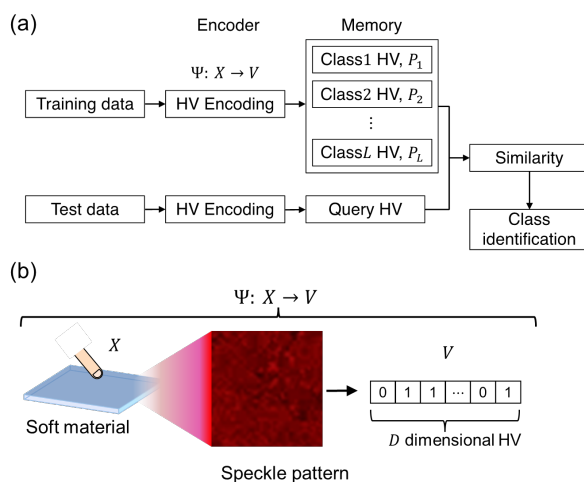 (a)
Encoder
Memory
Ψ: X → V
Training data
HV Encoding
Class1 HV, P₁
Class2 HV, P₂
⋮
ClassL HV, P_L
Similarity
Test data
HV Encoding
Query HV
Class
identification
(b)
Ψ: X → V
X
V
0 1 1 ⋯ 0 1
Soft material
D dimensional HV
Speckle pattern